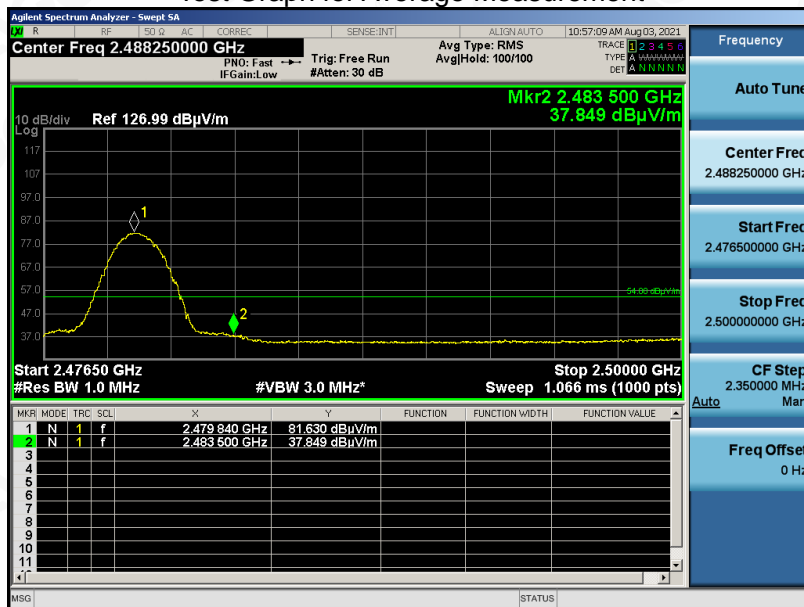 Test Graph for Average Measurement
Agilent Spectrum Analyzer - Swept SA
LXI R RF 50 Ω AC CORREC SENSE:INT ALIGN AUTO 10:57:09 AM Aug 03, 2021
Center Freq 2.488250000 GHz
PNO: Fast
IFGain:Low
Trig: Free Run
#Atten: 30 dB
Avg Type: RMS
Avg|Hold: 100/100
TRACE 1 2 3 4 5 6
TYPE A WWWWW
DET A N N N N N
Mkr2 2.483 500 GHz
37.849 dBµV/m
10 dB/div Ref 126.99 dBµV/m
Log
117
107
97.0
87.0
77.0
67.0
57.0
47.0
37.0
1
2
54.00 dBµV/m
Start 2.47650 GHz Stop 2.50000 GHz
#Res BW 1.0 MHz #VBW 3.0 MHz* Sweep 1.066 ms (1000 pts)
MKR MODE TRC SCL X Y FUNCTION FUNCTION WIDTH FUNCTION VALUE
1 N 1 f 2.479 840 GHz 81.630 dBµV/m
2 N 1 f 2.483 500 GHz 37.849 dBµV/m
3
4
5
6
7
8
9
10
11
MSG STATUS
Frequency
Auto Tune
Center Freq
2.488250000 GHz
Start Freq
2.476500000 GHz
Stop Freq
2.500000000 GHz
CF Step
2.350000 MHz
Auto Man
Freq Offset
0 Hz